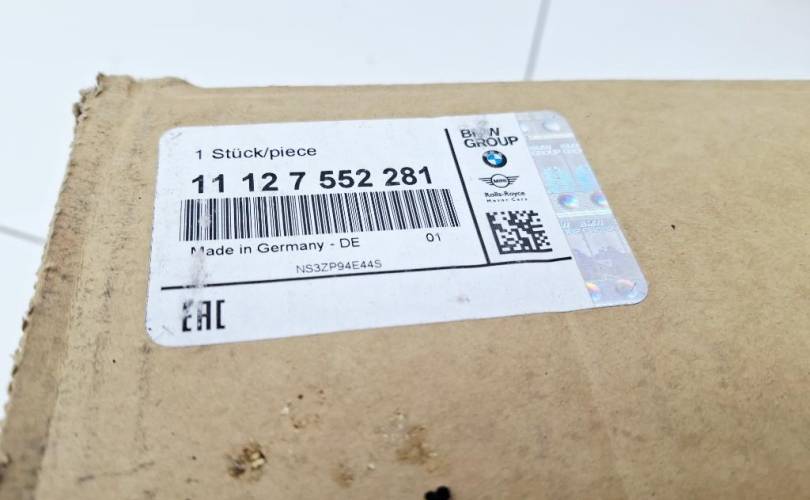 1 Stück/piece
11 12 7 552 281
Made in Germany - DE 01
NS3ZP94E44S
EAC
BMW
GROUP
MINI
Rolls-Royce
Motor Cars